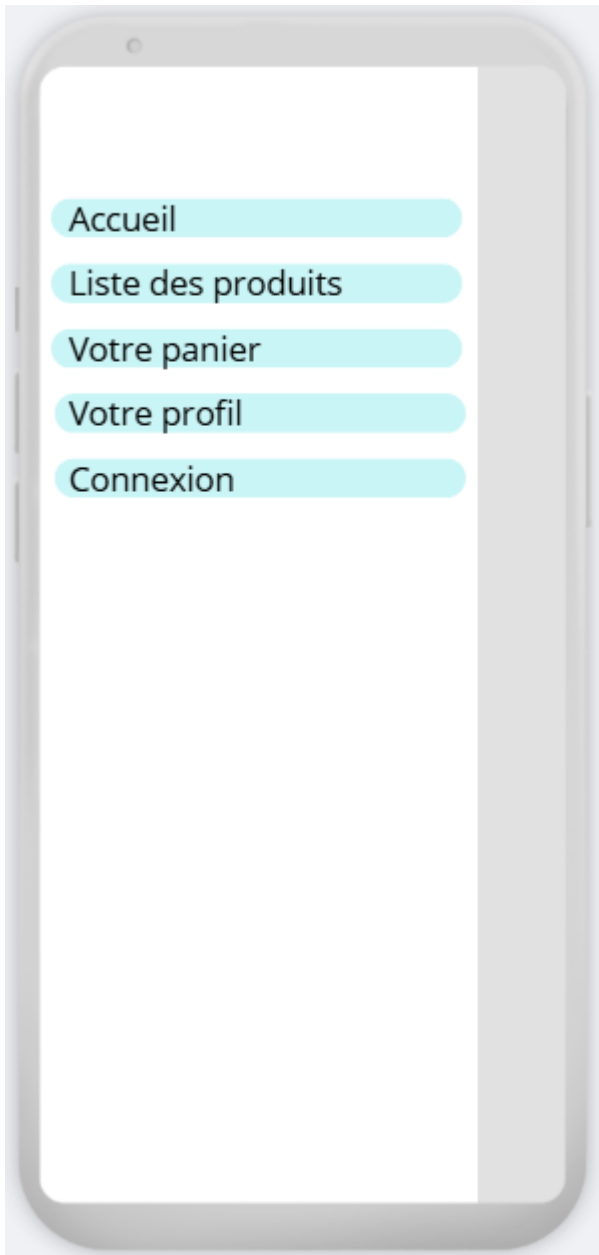 Accueil
Liste des produits
Votre panier
Votre profil
Connexion